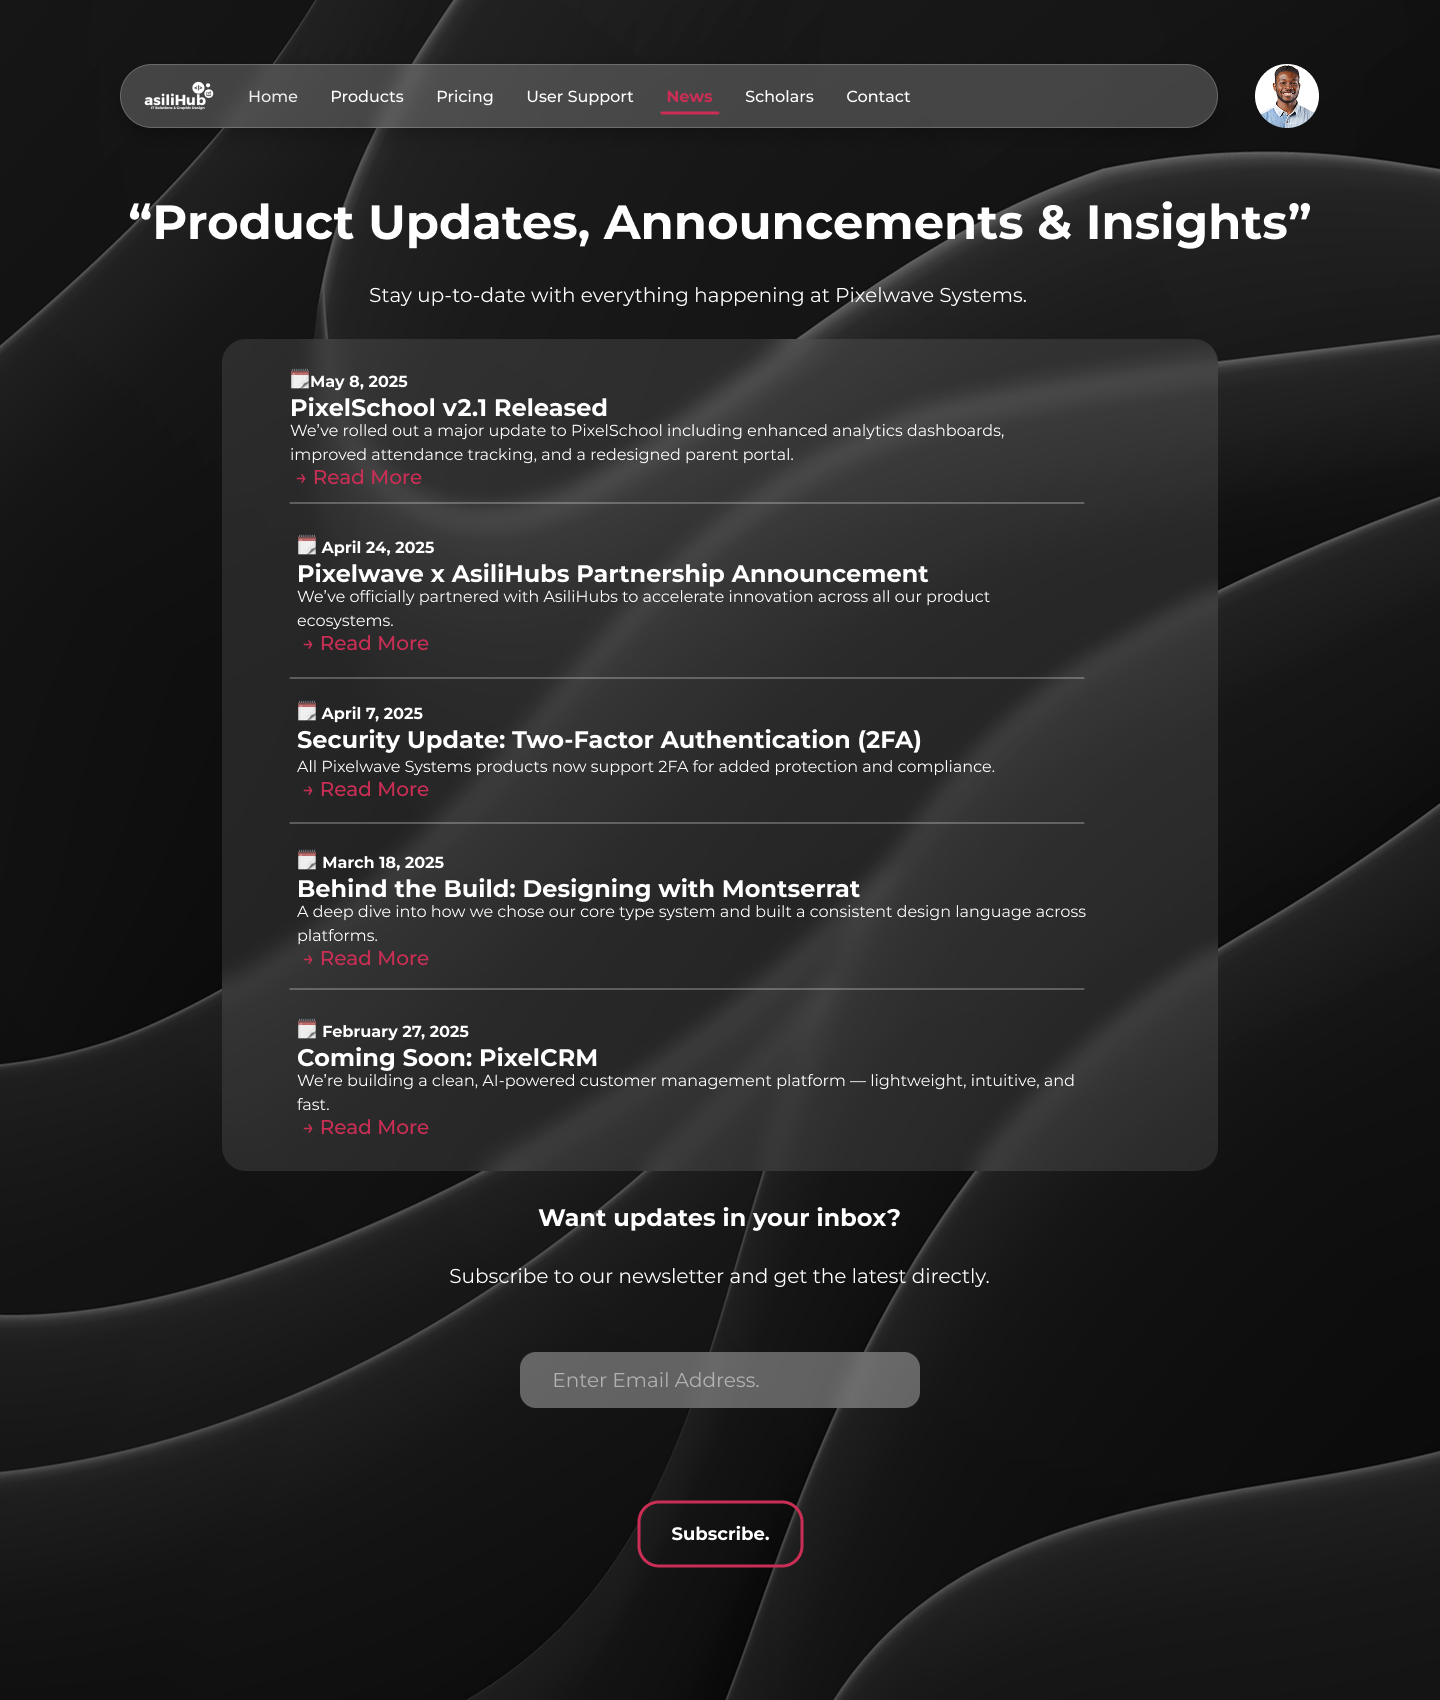 asiliHub
IT Solutions & Graphic Design
Home Products Pricing User Support News Scholars Contact
“Product Updates, Announcements & Insights”
Stay up-to-date with everything happening at Pixelwave Systems.
May 8, 2025
PixelSchool v2.1 Released
We’ve rolled out a major update to PixelSchool including enhanced analytics dashboards,
improved attendance tracking, and a redesigned parent portal.
→ Read More
April 24, 2025
Pixelwave x AsiliHubs Partnership Announcement
We’ve officially partnered with AsiliHubs to accelerate innovation across all our product
ecosystems.
→ Read More
April 7, 2025
Security Update: Two-Factor Authentication (2FA)
All Pixelwave Systems products now support 2FA for added protection and compliance.
→ Read More
March 18, 2025
Behind the Build: Designing with Montserrat
A deep dive into how we chose our core type system and built a consistent design language across
platforms.
→ Read More
February 27, 2025
Coming Soon: PixelCRM
We’re building a clean, AI-powered customer management platform — lightweight, intuitive, and
fast.
→ Read More
Want updates in your inbox?
Subscribe to our newsletter and get the latest directly.
Enter Email Address.
Subscribe.